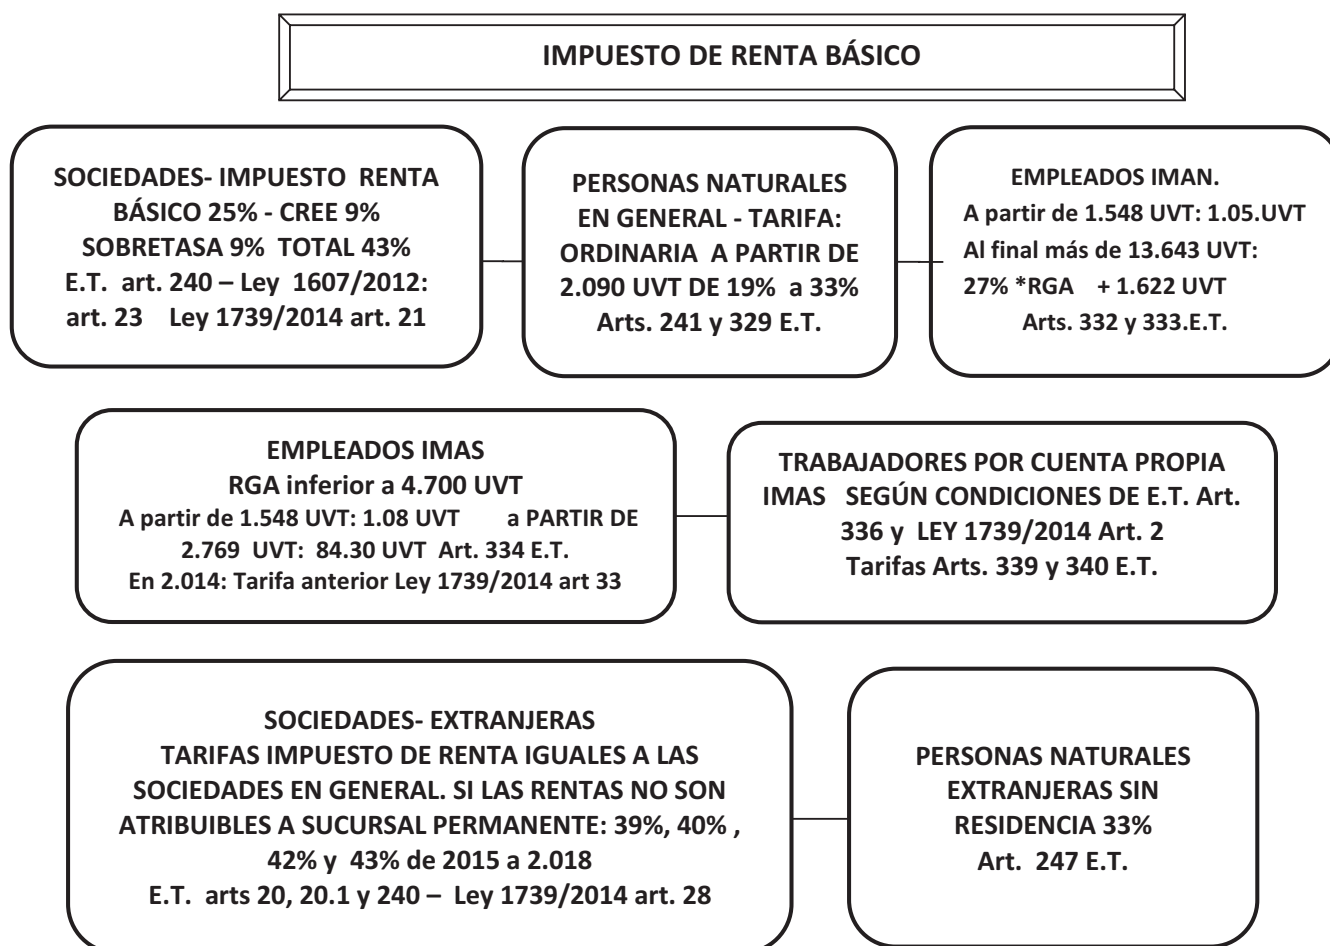 IMPUESTO DE RENTA BÁSICO
SOCIEDADES- IMPUESTO RENTA
BÁSICO 25% - CREE 9%
SOBRETASA 9% TOTAL 43%
E.T. art. 240 – Ley 1607/2012:
art. 23 Ley 1739/2014 art. 21
PERSONAS NATURALES
EN GENERAL - TARIFA:
ORDINARIA A PARTIR DE
2.090 UVT DE 19% a 33%
Arts. 241 y 329 E.T.
EMPLEADOS IMAN.
A partir de 1.548 UVT: 1.05.UVT
Al final más de 13.643 UVT:
27% *RGA + 1.622 UVT
Arts. 332 y 333.E.T.
EMPLEADOS IMAS
RGA inferior a 4.700 UVT
A partir de 1.548 UVT: 1.08 UVT a PARTIR DE
2.769 UVT: 84.30 UVT Art. 334 E.T.
En 2.014: Tarifa anterior Ley 1739/2014 art 33
TRABAJADORES POR CUENTA PROPIA
IMAS SEGÚN CONDICIONES DE E.T. Art.
336 y LEY 1739/2014 Art. 2
Tarifas Arts. 339 y 340 E.T.
SOCIEDADES- EXTRANJERAS
TARIFAS IMPUESTO DE RENTA IGUALES A LAS
SOCIEDADES EN GENERAL. SI LAS RENTAS NO SON
ATRIBUIBLES A SUCURSAL PERMANENTE: 39%, 40% ,
42% y 43% de 2015 a 2.018
E.T. arts 20, 20.1 y 240 – Ley 1739/2014 art. 28
PERSONAS NATURALES
EXTRANJERAS SIN
RESIDENCIA 33%
Art. 247 E.T.